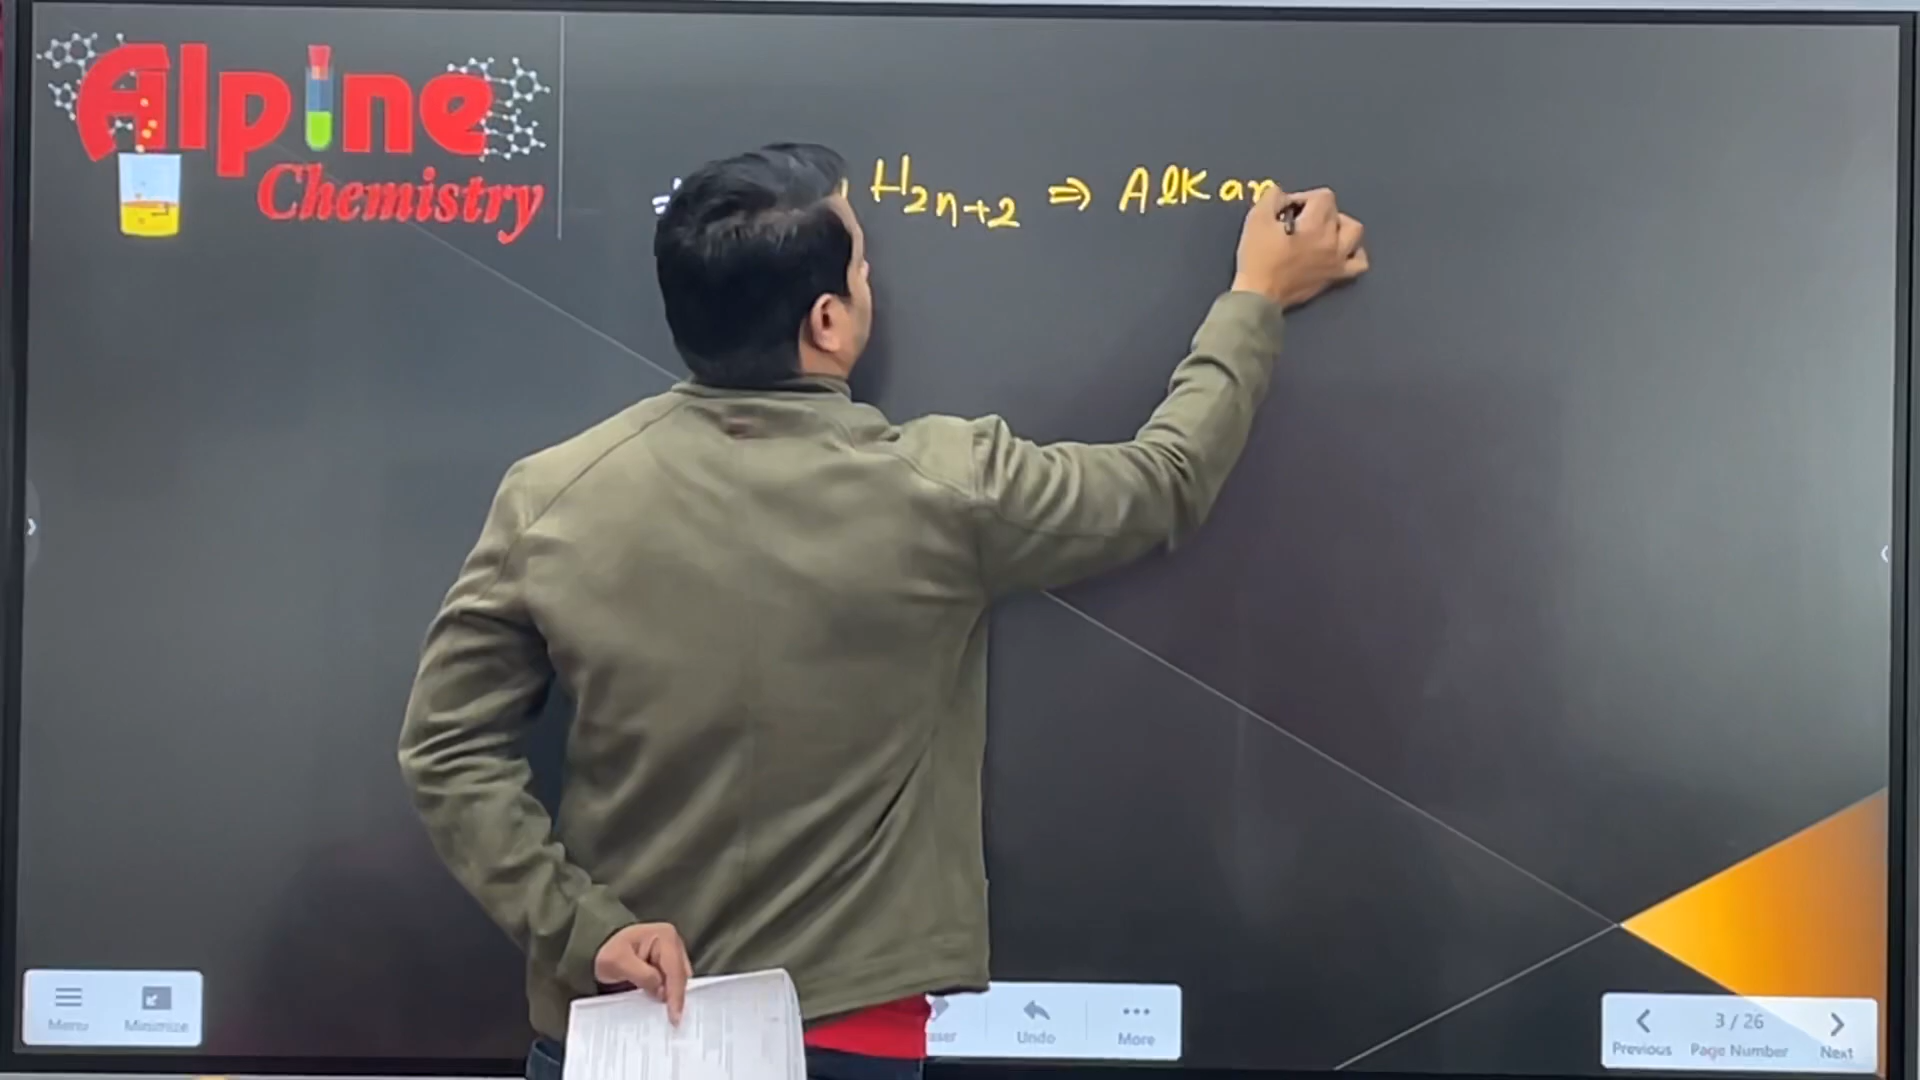 Alpine
Chemistry
H2n+2 ⇒ Alkan
Menu
Minimize
Undo
More
Previous
3 / 26
Page Number
Next